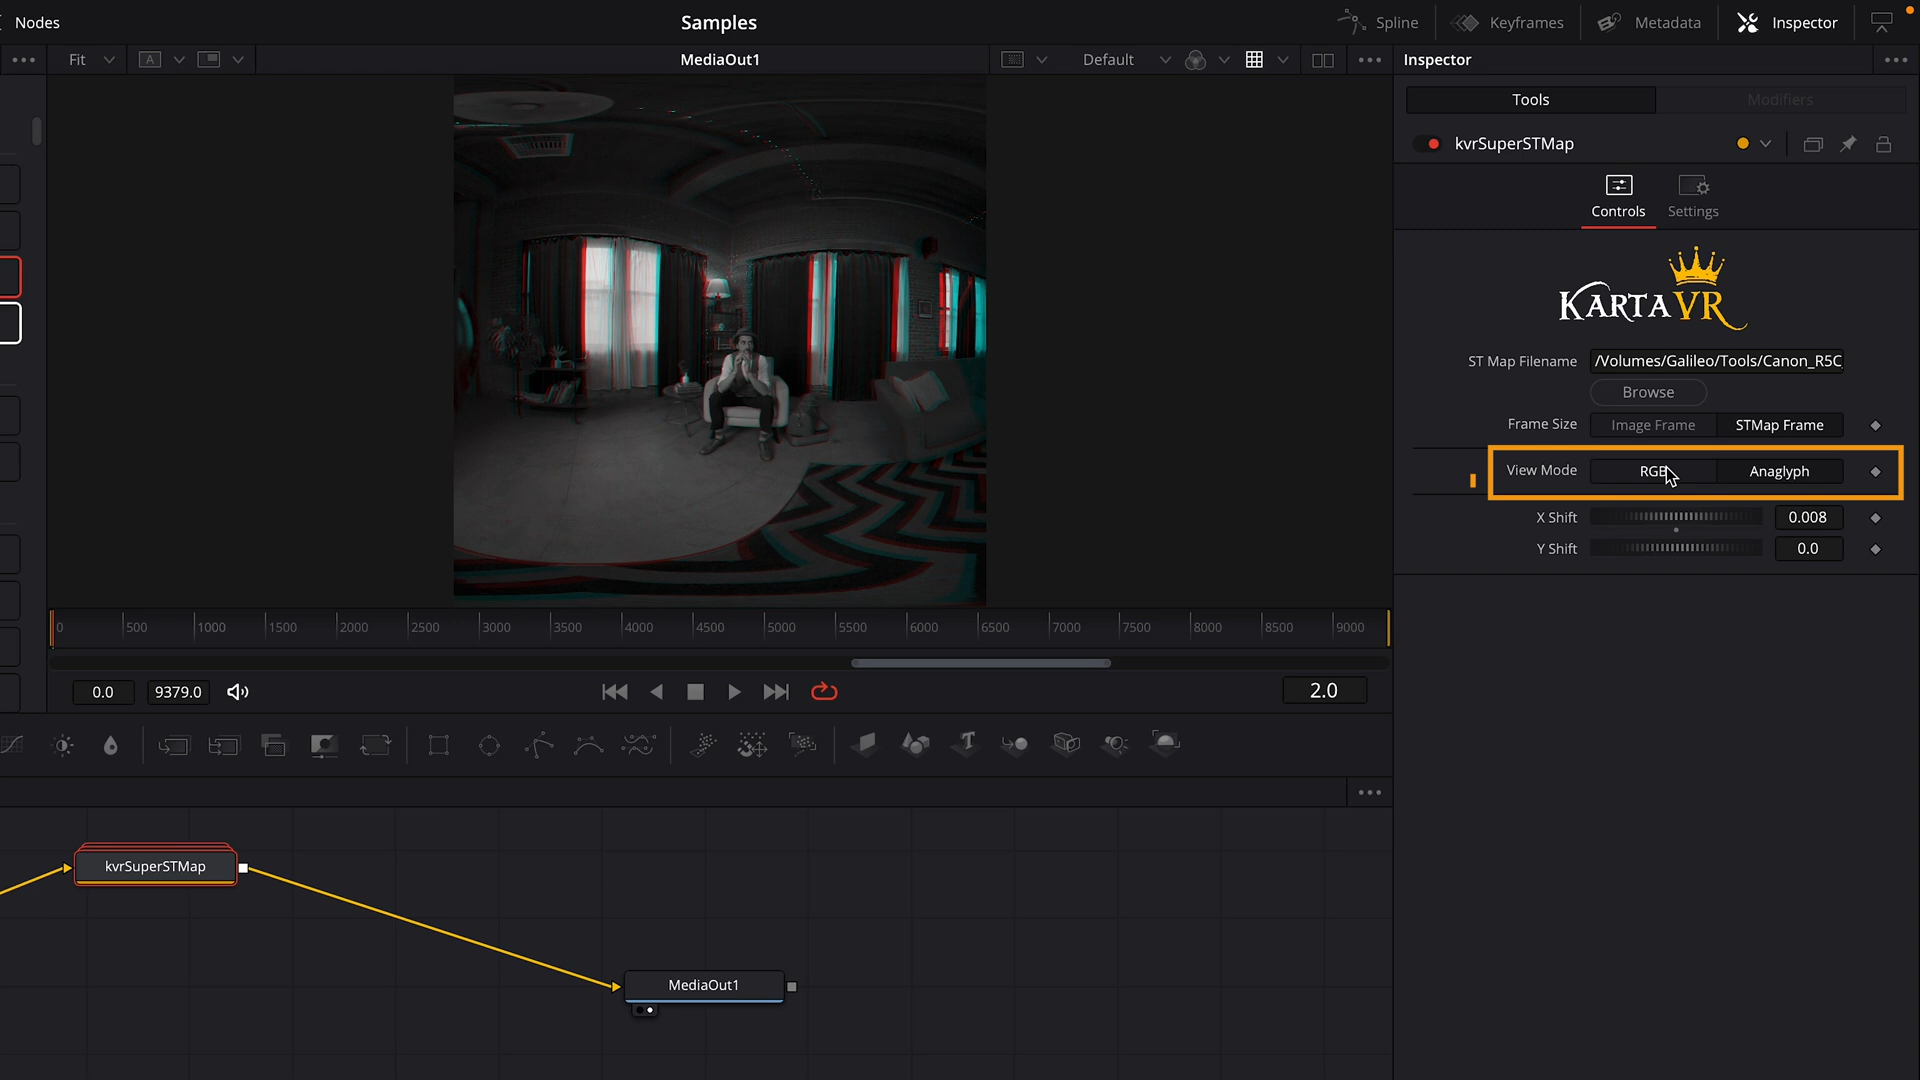 Nodes
Samples
Spline
Keyframes
Metadata
Inspector
Fit
A
MediaOut1
Default
Inspector
Tools
Modifiers
kvrSuperSTMap
Controls
Settings
KARTAVR
ST Map Filename
/Volumes/Galileo/Tools/Canon_R5C
Browse
Frame Size
Image Frame
STMap Frame
View Mode
RGB
Anaglyph
X Shift
0.008
Y Shift
0.0
0
500
1000
1500
2000
2500
3000
3500
4000
4500
5000
5500
6000
6500
7000
7500
8000
8500
9000
0.0
9379.0
2.0
T
kvrSuperSTMap
MediaOut1